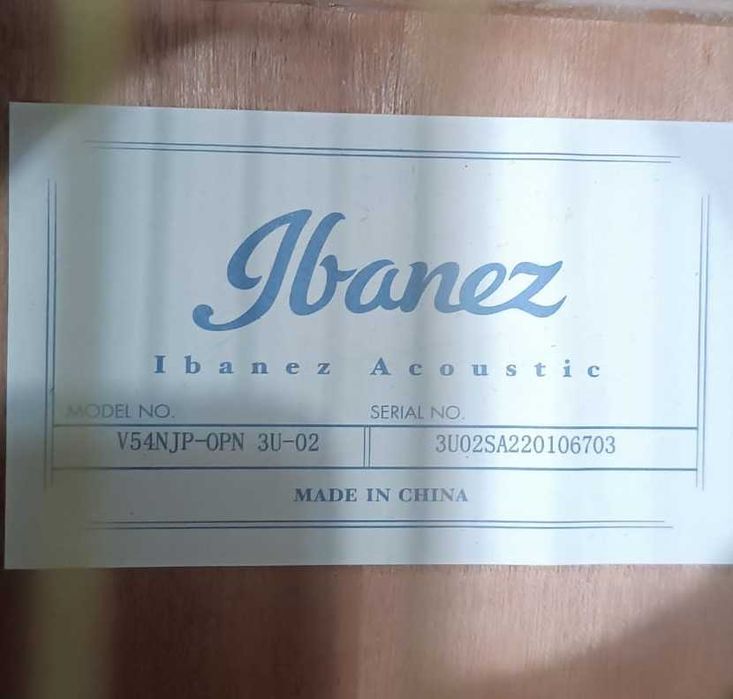 Ibanez
Ibanez Acoustic
MODEL NO. SERIAL NO.
V54NJP-OPN 3U-02 3U02SA220106703
MADE IN CHINA